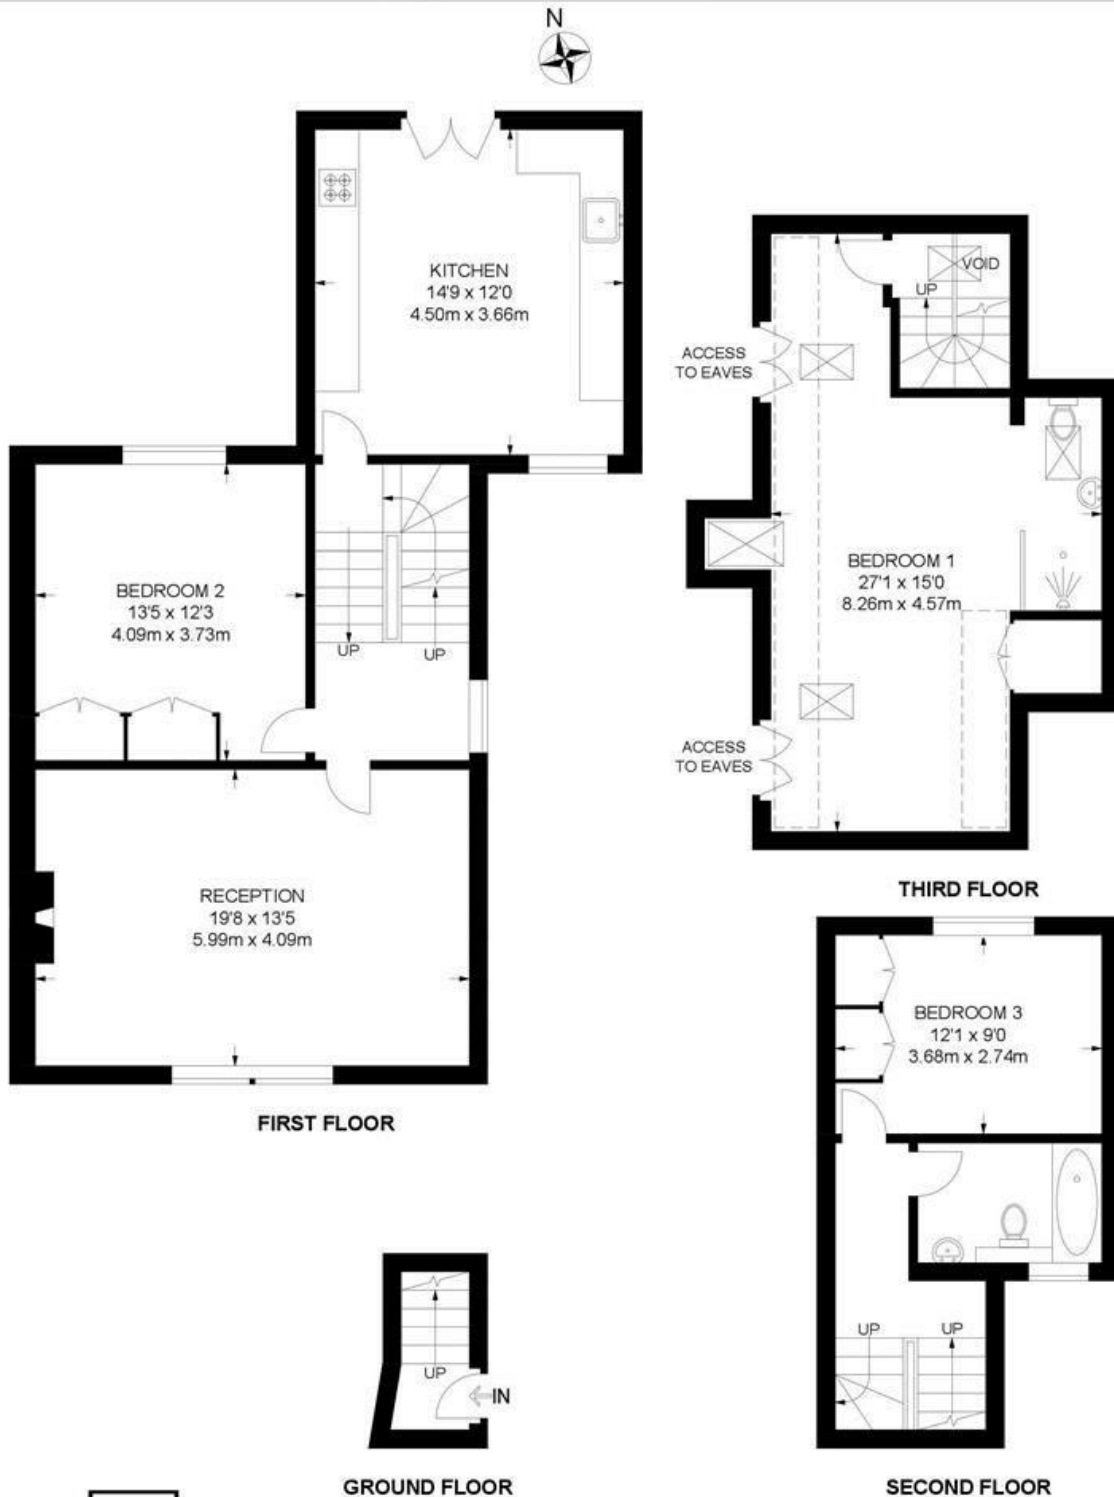 N
KITCHEN
14'9 x 12'0
4.50m x 3.66m
BEDROOM 2
13'5 x 12'3
4.09m x 3.73m
UP
UP
RECEPTION
19'8 x 13'5
5.99m x 4.09m
FIRST FLOOR
VOID
UP
ACCESS
TO EAVES
BEDROOM 1
27'1 x 15'0
8.26m x 4.57m
ACCESS
TO EAVES
THIRD FLOOR
BEDROOM 3
12'1 x 9'0
3.68m x 2.74m
UP
UP
SECOND FLOOR
UP
IN
GROUND FLOOR